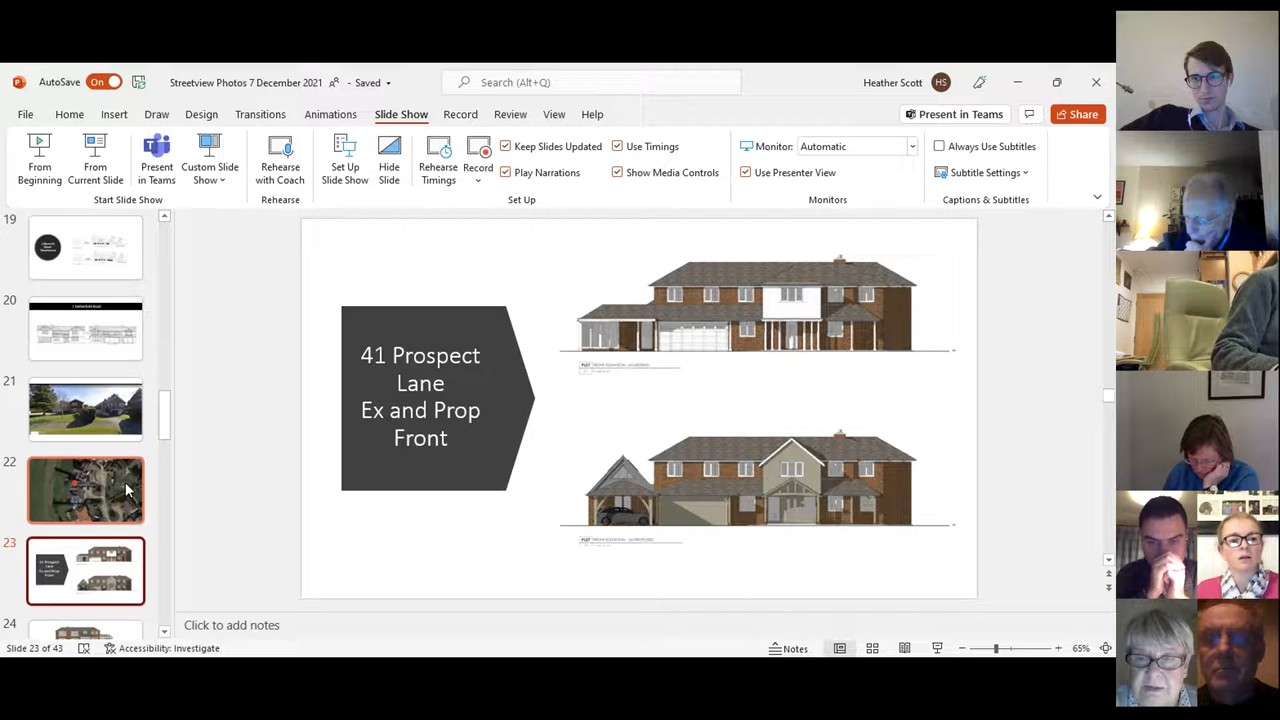 AutoSave On Streetview Photos 7 December 2021 • Saved Search (Alt+Q) Heather Scott HS
File Home Insert Draw Design Transitions Animations Slide Show Record Review View Help Present in Teams Share
From Beginning
From Current Slide
Present in Teams
Custom Slide Show
Start Slide Show
Rehearse with Coach
Rehearse
Set Up Slide Show
Hide Slide
Rehearse Timings
Record
Keep Slides Updated
Use Timings
Play Narrations
Show Media Controls
Set Up
Monitor: Automatic
Use Presenter View
Monitors
Always Use Subtitles
Subtitle Settings
Captions & Subtitles
19
20
21
22
23
24
41 Prospect
Lane
Ex and Prop
Front
Click to add notes
Slide 23 of 43 Accessibility: Investigate Notes 65%